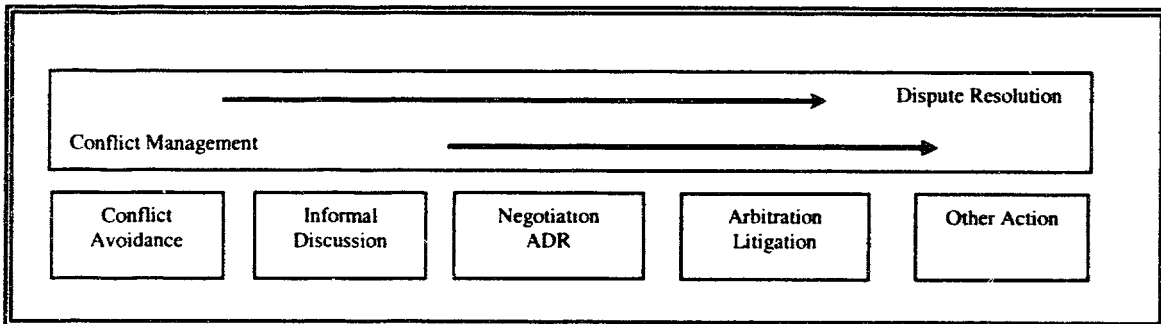 Dispute Resolution
Conflict Management
Conflict
Avoidance
Informal
Discussion
Negotiation
ADR
Arbitration
Litigation
Other Action